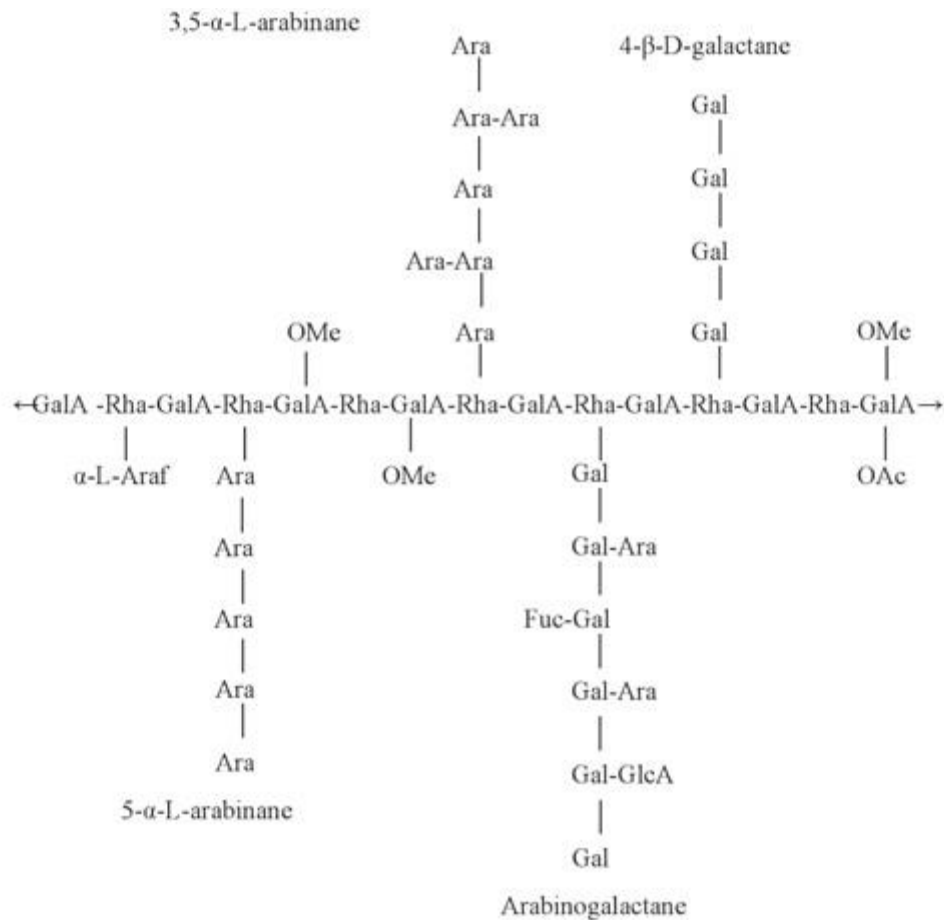 3,5-α-L-arabinane
Ara 4-β-D-galactane
Gal
Ara-Ara
Gal
Ara
Gal
Ara-Ara
OMe Ara Gal OMe
←GalA -Rha-GalA-Rha-GalA-Rha-GalA-Rha-GalA-Rha-GalA-Rha-GalA-Rha-GalA→
α-L-Araf Ara OMe Gal OAc
Ara Gal-Ara
Ara Fuc-Gal
Ara Gal-Ara
Ara Gal-GlcA
5-α-L-arabinane
Gal
Arabinogalactane